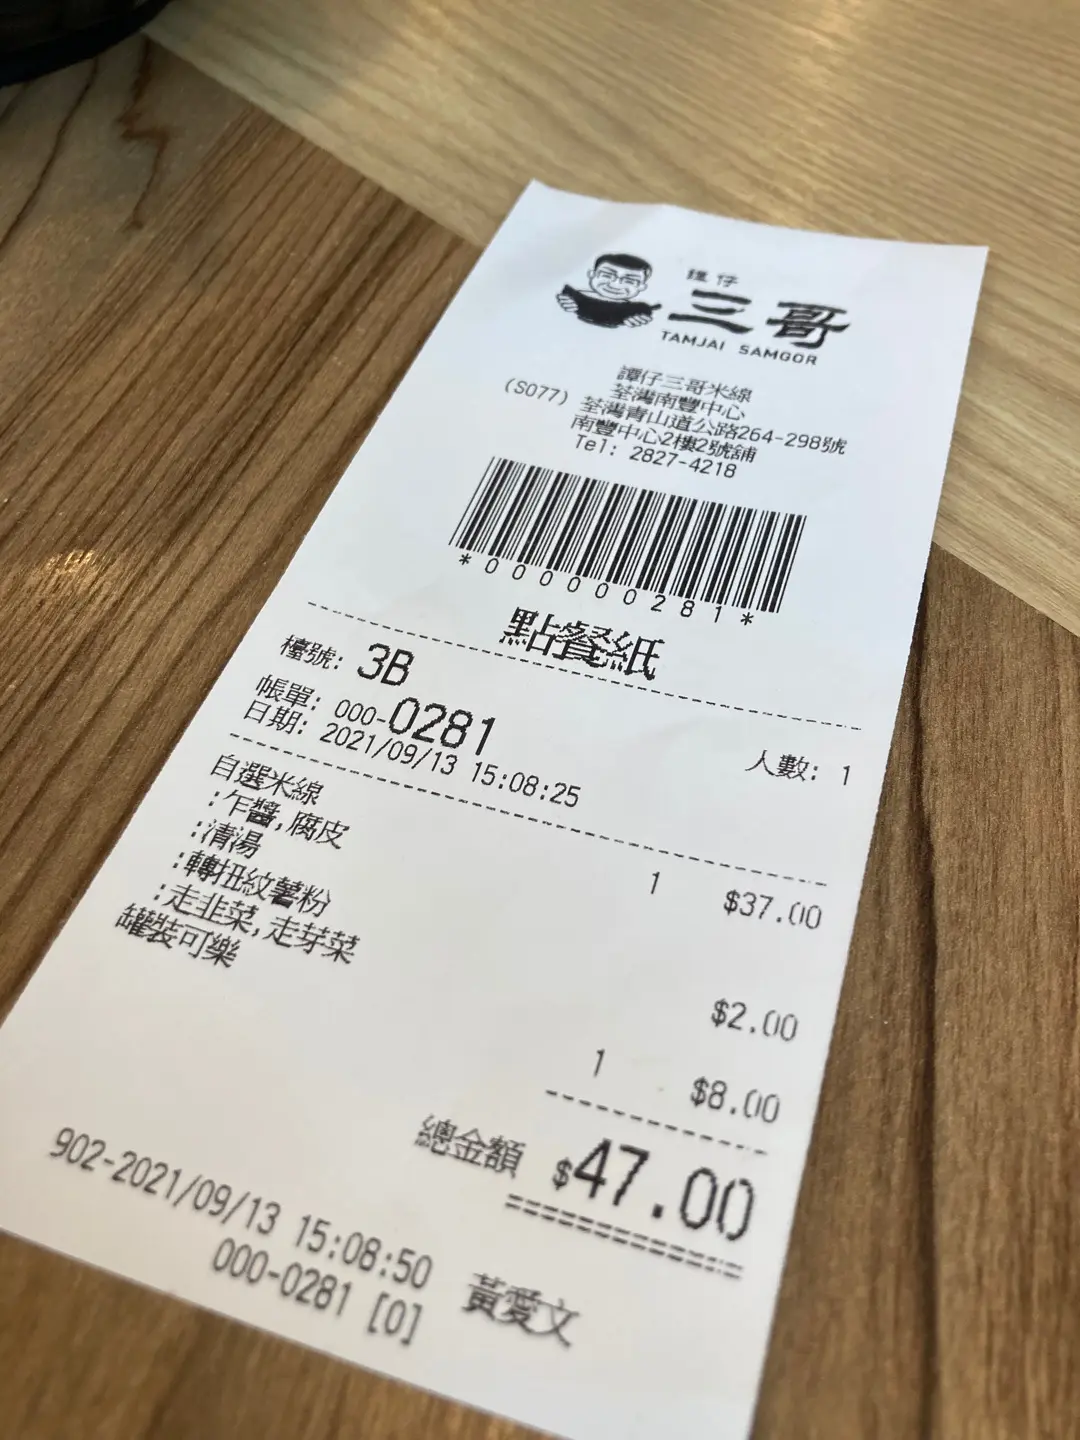 譚仔
三哥
TAMJAI SAMGOR
譚仔三哥米線
荃灣南豐中心
(S077) 荃灣青山道公路264-298號
南豐中心2樓2號舖
Tel: 2827-4218
*000000281*
點餐紙
檯號: 3B
帳單: 000-0281 人數: 1
日期: 2021/09/13 15:08:25
自選米線 1 $37.00
:乍醬,腐皮
:清湯
:轉扭紋薯粉 $2.00
:走韭菜,走芽菜
罐裝可樂 1 $8.00
總金額 $47.00
902-2021/09/13 15:08:50 黃愛文
000-0281 [0]